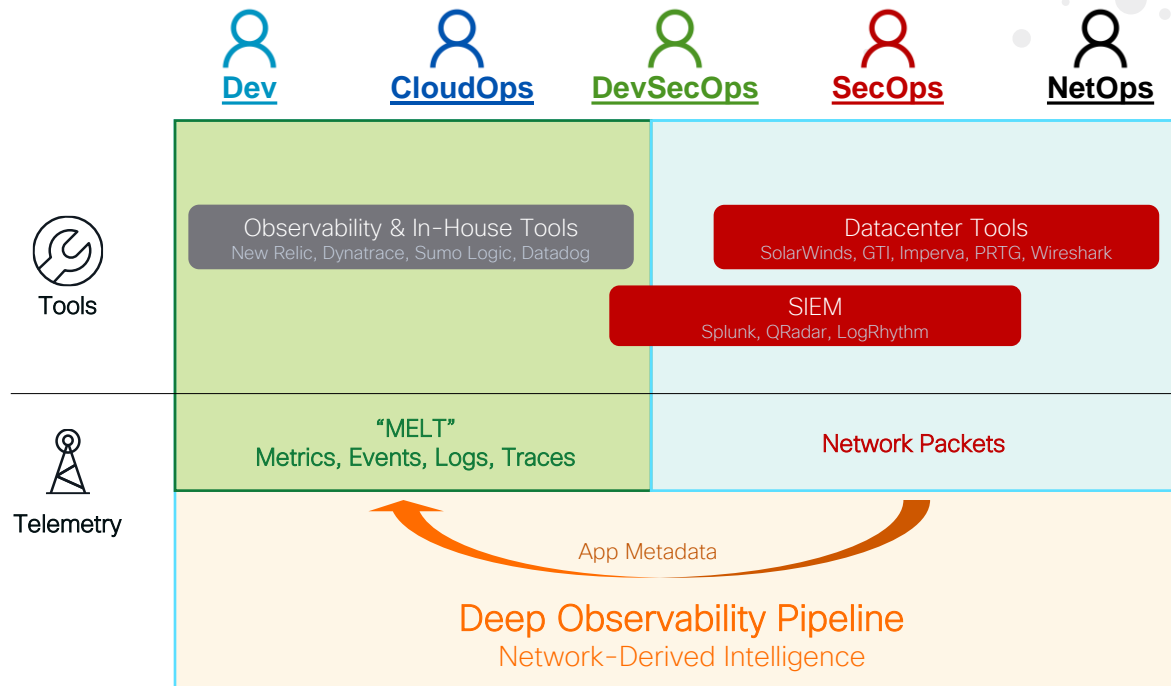 Dev
CloudOps
DevSecOps
SecOps
NetOps
Tools
Observability & In-House Tools
New Relic, Dynatrace, Sumo Logic, Datadog
Datacenter Tools
SolarWinds, GTI, Imperva, PRTG, Wireshark
SIEM
Splunk, QRadar, LogRhythm
Telemetry
“MELT”
Metrics, Events, Logs, Traces
Network Packets
App Metadata
Deep Observability Pipeline
Network-Derived Intelligence